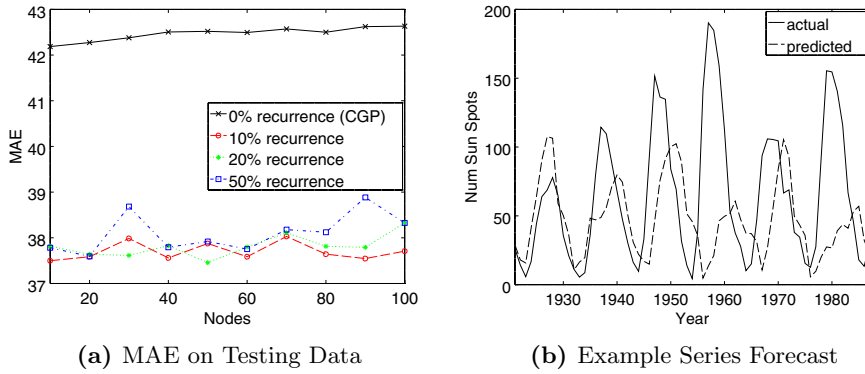 43
42
41
40
39
38
37
MAE
0% recurrence (CGP)
10% recurrence
20% recurrence
50% recurrence
20 40 60 80 100
Nodes
(a) MAE on Testing Data
200
150
100
50
0
Num Sun Spots
actual
predicted
1930 1940 1950 1960 1970 1980
Year
(b) Example Series Forecast